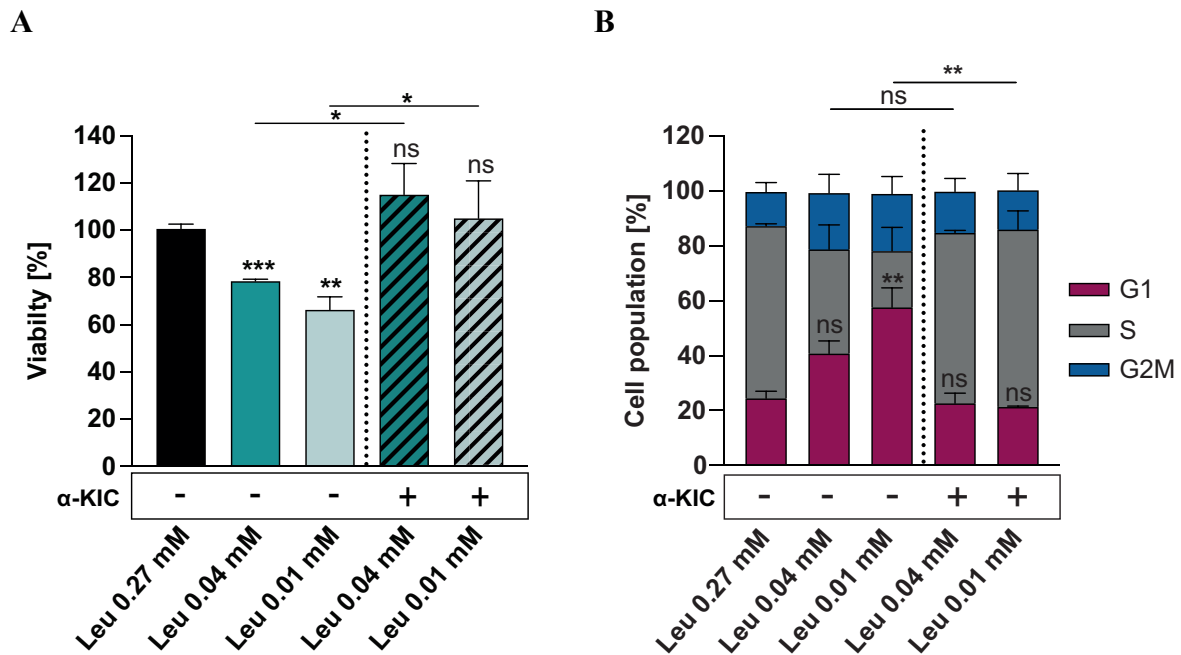 A
Viabilty [%]
140
120
100
80
60
40
20
0
***
**
*
*
ns
ns
α-KIC
-
-
-
+
+
Leu 0.27 mM
Leu 0.04 mM
Leu 0.01 mM
Leu 0.04 mM
Leu 0.01 mM
B
Cell population [%]
120
100
80
60
40
20
0
**
ns
ns
**
ns
ns
G1
S
G2M
α-KIC
-
-
-
+
+
Leu 0.27 mM
Leu 0.04 mM
Leu 0.01 mM
Leu 0.04 mM
Leu 0.01 mM